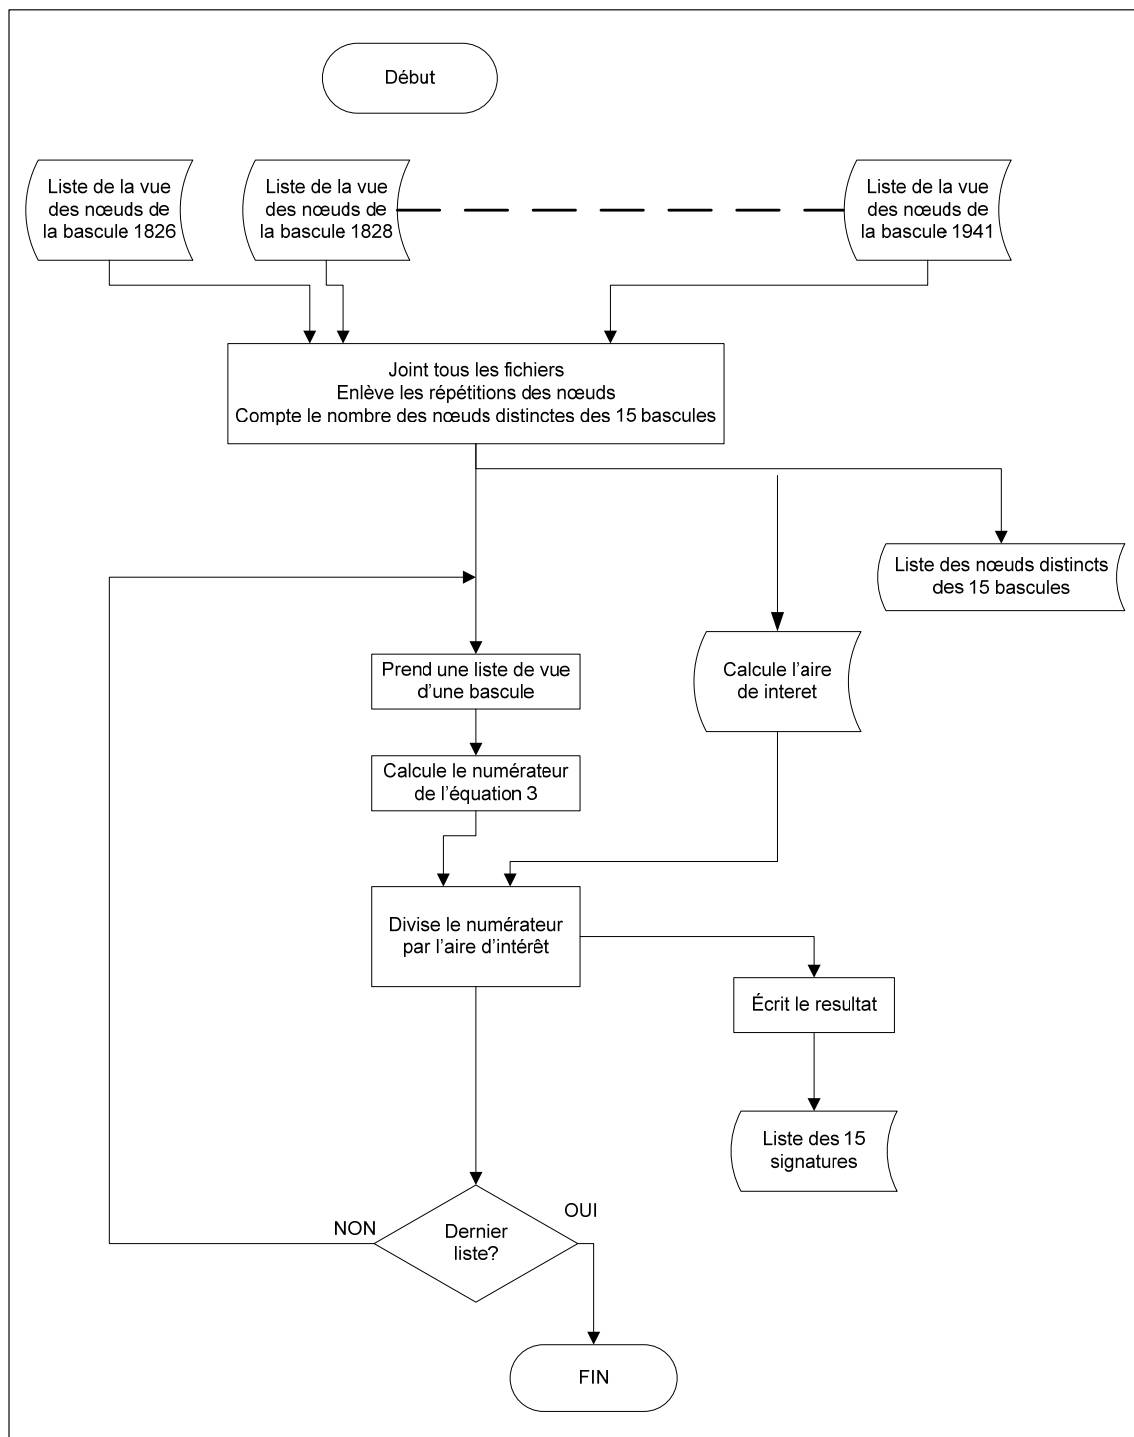 Début
Liste de la vue
des nœuds de
la bascule 1826
Liste de la vue
des nœuds de
la bascule 1828
Liste de la vue
des nœuds de
la bascule 1941
Joint tous les fichiers
Enlève les répétitions des nœuds
Compte le nombre des nœuds distinctes des 15 bascules
Liste des nœuds distincts
des 15 bascules
Prend une liste de vue
d'une bascule
Calcule l'aire
de interet
Calcule le numérateur
de l'équation 3
Divise le numérateur
par l'aire d'intérêt
Écrit le resultat
Liste des 15
signatures
NON
Dernier
liste?
OUI
FIN